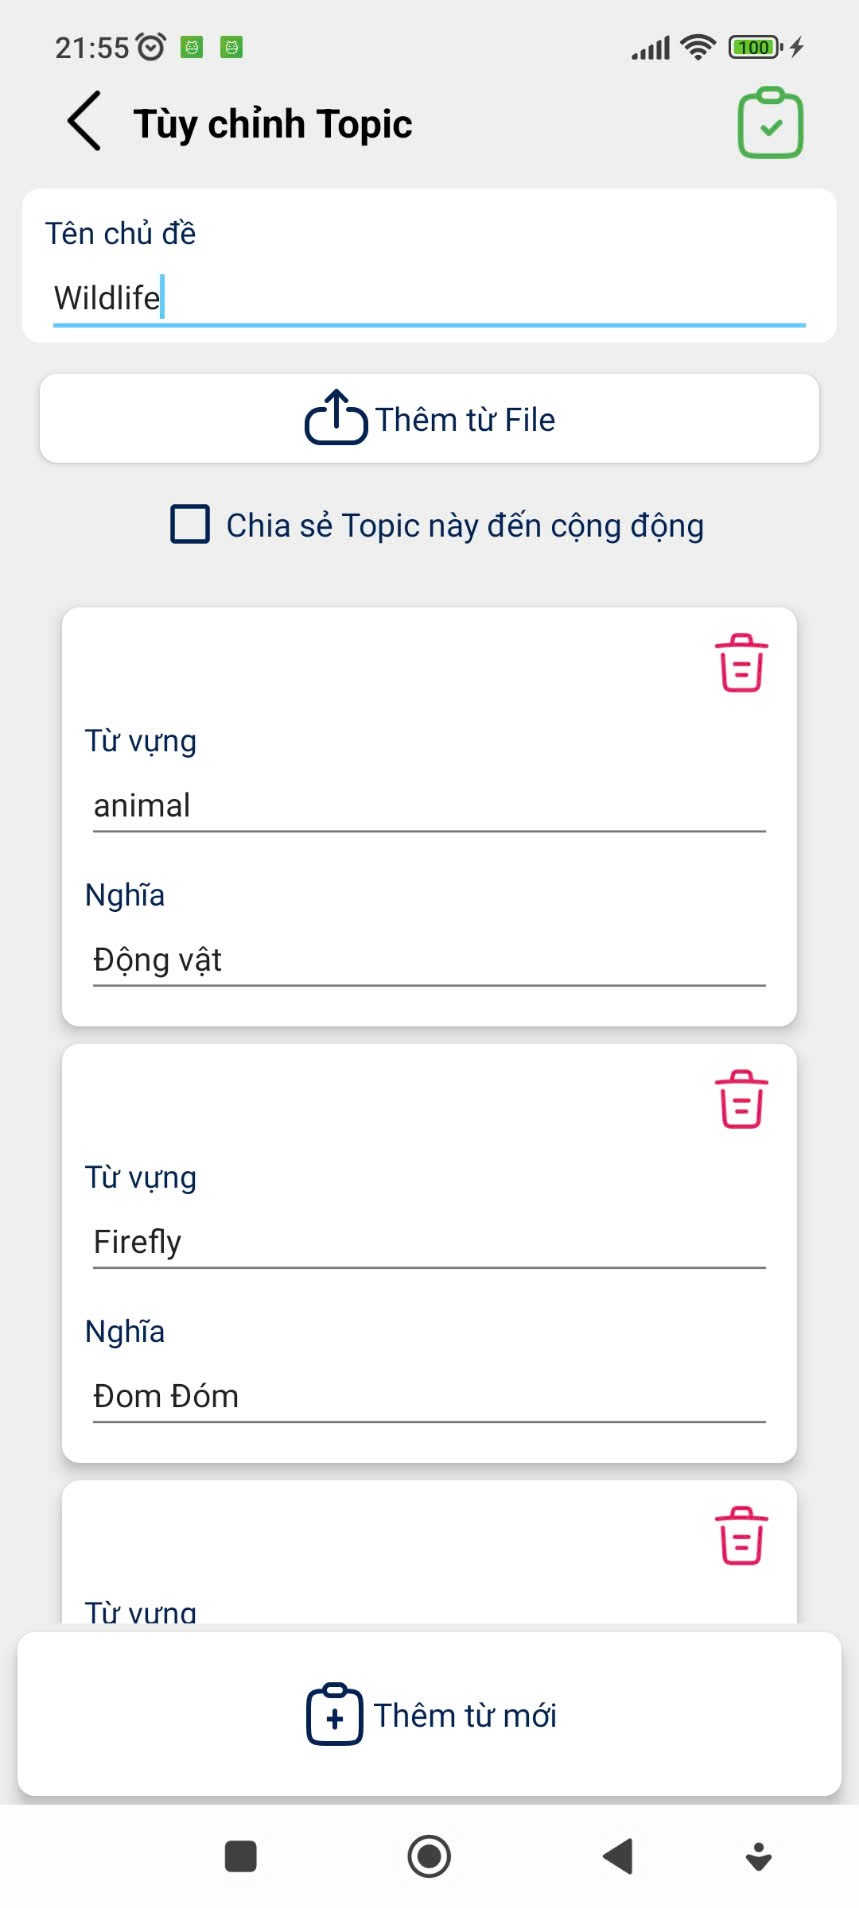 21:55
100
Tùy chỉnh Topic
Tên chủ đề
Wildlife
Thêm từ File
Chia sẻ Topic này đến cộng động
Từ vựng
animal
Nghĩa
Động vật
Từ vựng
Firefly
Nghĩa
Đom Đóm
Từ vựng
Thêm từ mới